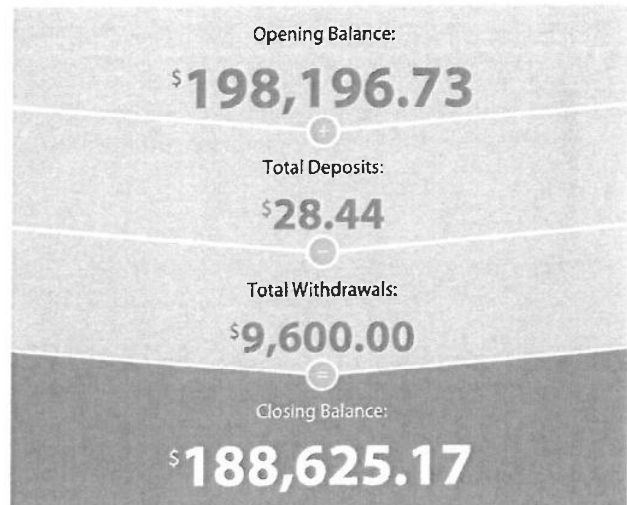 Opening Balance:
$198,196.73
+
Total Deposits:
$28.44
−
Total Withdrawals:
$9,600.00
=
Closing Balance:
$188,625.17